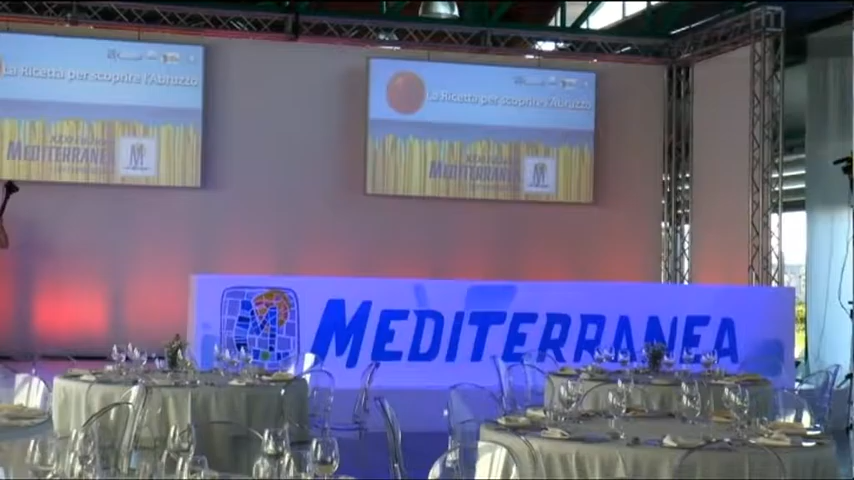 La Ricetta per scoprire l'Abruzzo
MEDITERRANEA
M
La Ricetta per scoprire l'Abruzzo
MEDITERRANEA
M
M MEDITERRANEA